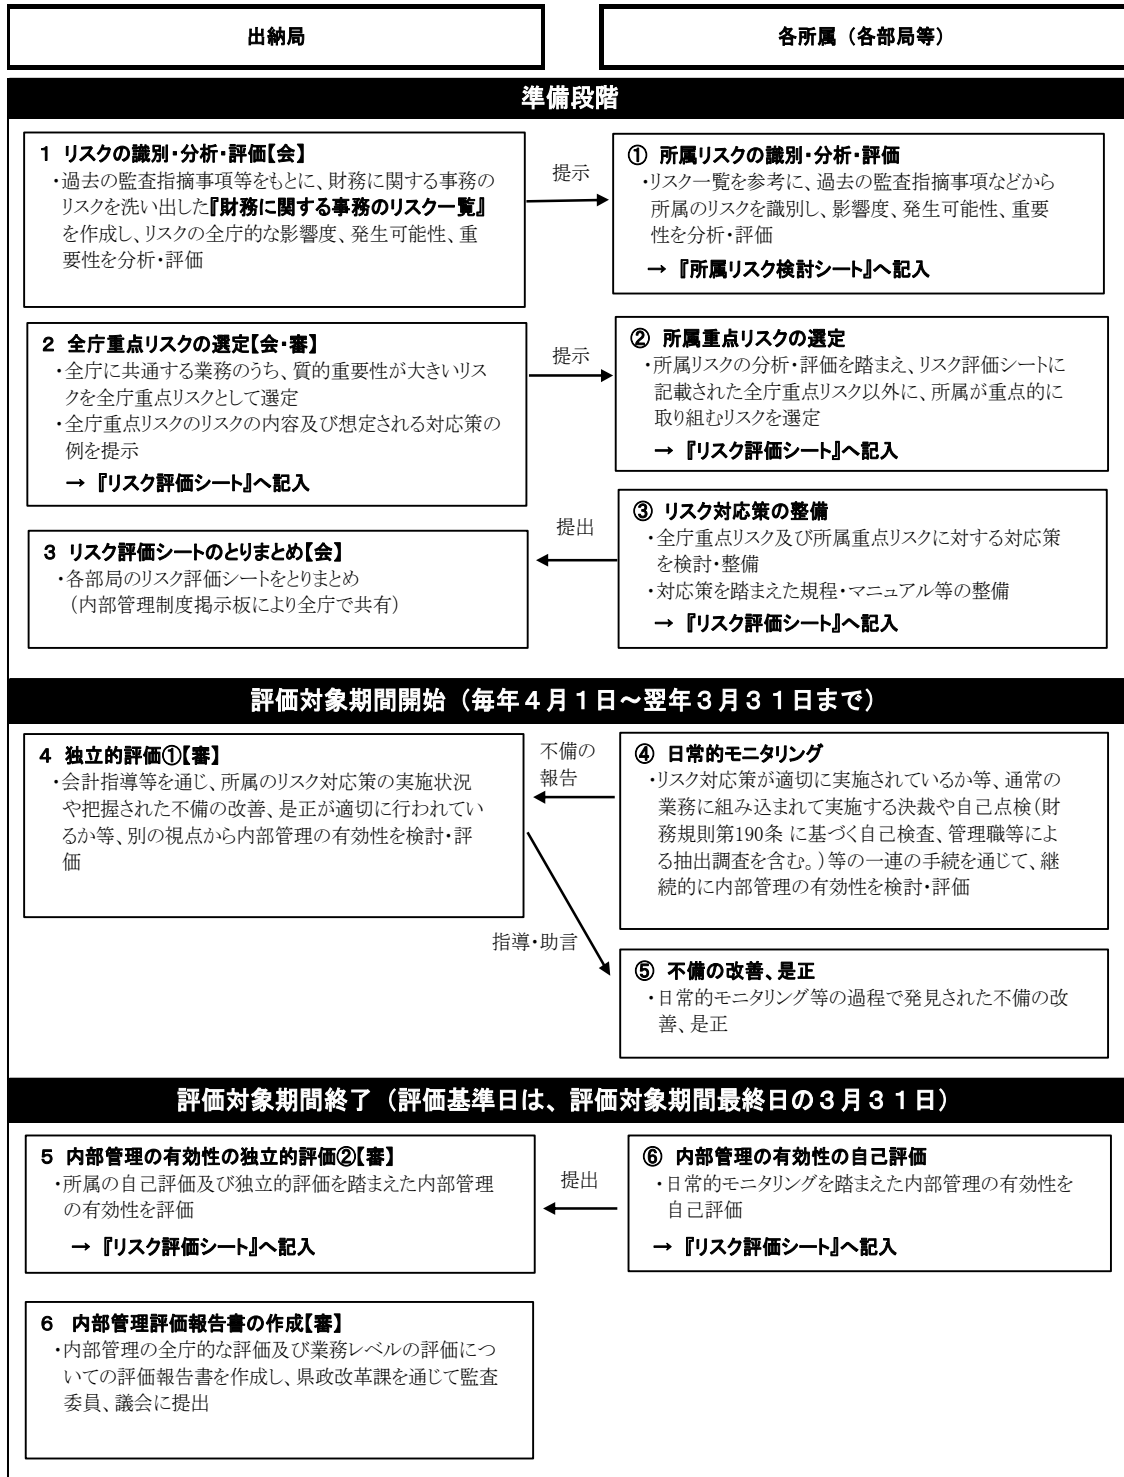 出納局
各所属（各部局等）
準備段階
１ リスクの識別・分析・評価【会】
・過去の監査指摘事項等をもとに、財務に関する事務の
リスクを洗い出した『財務に関する事務のリスク一覧』
を作成し、リスクの全庁的な影響度、発生可能性、重
要性を分析・評価
提示
① 所属リスクの識別・分析・評価
・リスク一覧を参考に、過去の監査指摘事項などから
所属のリスクを識別し、影響度、発生可能性、重要
性を分析・評価
→ 『所属リスク検討シート』へ記入
２ 全庁重点リスクの選定【会・審】
・全庁に共通する業務のうち、質的重要性が大きいリス
クを全庁重点リスクとして選定
・全庁重点リスクのリスクの内容及び想定される対応策の
例を提示
→ 『リスク評価シート』へ記入
提示
② 所属重点リスクの選定
・所属リスクの分析・評価を踏まえ、リスク評価シートに
記載された全庁重点リスク以外に、所属が重点的に
取り組むリスクを選定
→ 『リスク評価シート』へ記入
③ リスク対応策の整備
・全庁重点リスク及び所属重点リスクに対する対応策
を検討・整備
・対応策を踏まえた規程・マニュアル等の整備
→ 『リスク評価シート』へ記入
提出
３ リスク評価シートのとりまとめ【会】
・各部局のリスク評価シートをとりまとめ
（内部管理制度掲示板により全庁で共有）
評価対象期間開始（毎年４月１日～翌年３月３１日まで）
４ 独立的評価①【審】
・会計指導等を通じ、所属のリスク対応策の実施状況
や把握された不備の改善、是正が適切に行われてい
るか等、別の視点から内部管理の有効性を検討・評
価
不備の
報告
④ 日常的モニタリング
・リスク対応策が適切に実施されているか等、通常の
業務に組み込まれて実施する決裁や自己点検（財
務規則第190条 に基づく自己検査、管理職等によ
る抽出調査を含む。）等の一連の手続を通じて、継
続的に内部管理の有効性を検討・評価
指導・助言
⑤ 不備の改善、是正
・日常的モニタリング等の過程で発見された不備の改
善、是正
評価対象期間終了（評価基準日は、評価対象期間最終日の３月３１日）
５ 内部管理の有効性の独立的評価②【審】
・所属の自己評価及び独立的評価を踏まえた内部管理
の有効性を評価
→ 『リスク評価シート』へ記入
提出
⑥ 内部管理の有効性の自己評価
・日常的モニタリングを踏まえた内部管理の有効性を
自己評価
→ 『リスク評価シート』へ記入
６ 内部管理評価報告書の作成【審】
・内部管理の全庁的な評価及び業務レベルの評価につ
いての評価報告書を作成し、県政改革課を通じて監査
委員、議会に提出